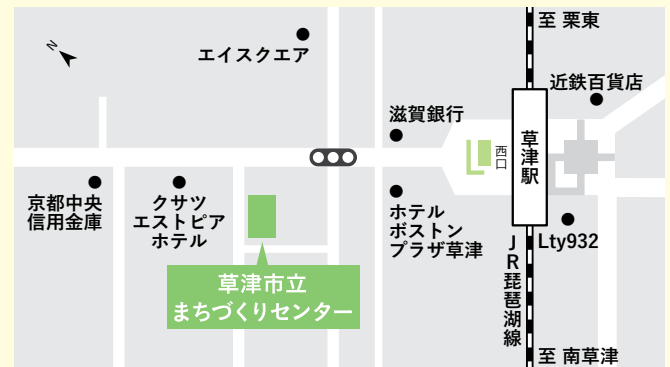 至 栗東
N
エイスクエア
近鉄百貨店
滋賀銀行
西口
草津駅
京都中央
信用金庫
クサツ
エストピア
ホテル
ホテル
ボストン
プラザ草津
Lty932
JR琵琶湖線
草津市立
まちづくりセンター
至 南草津